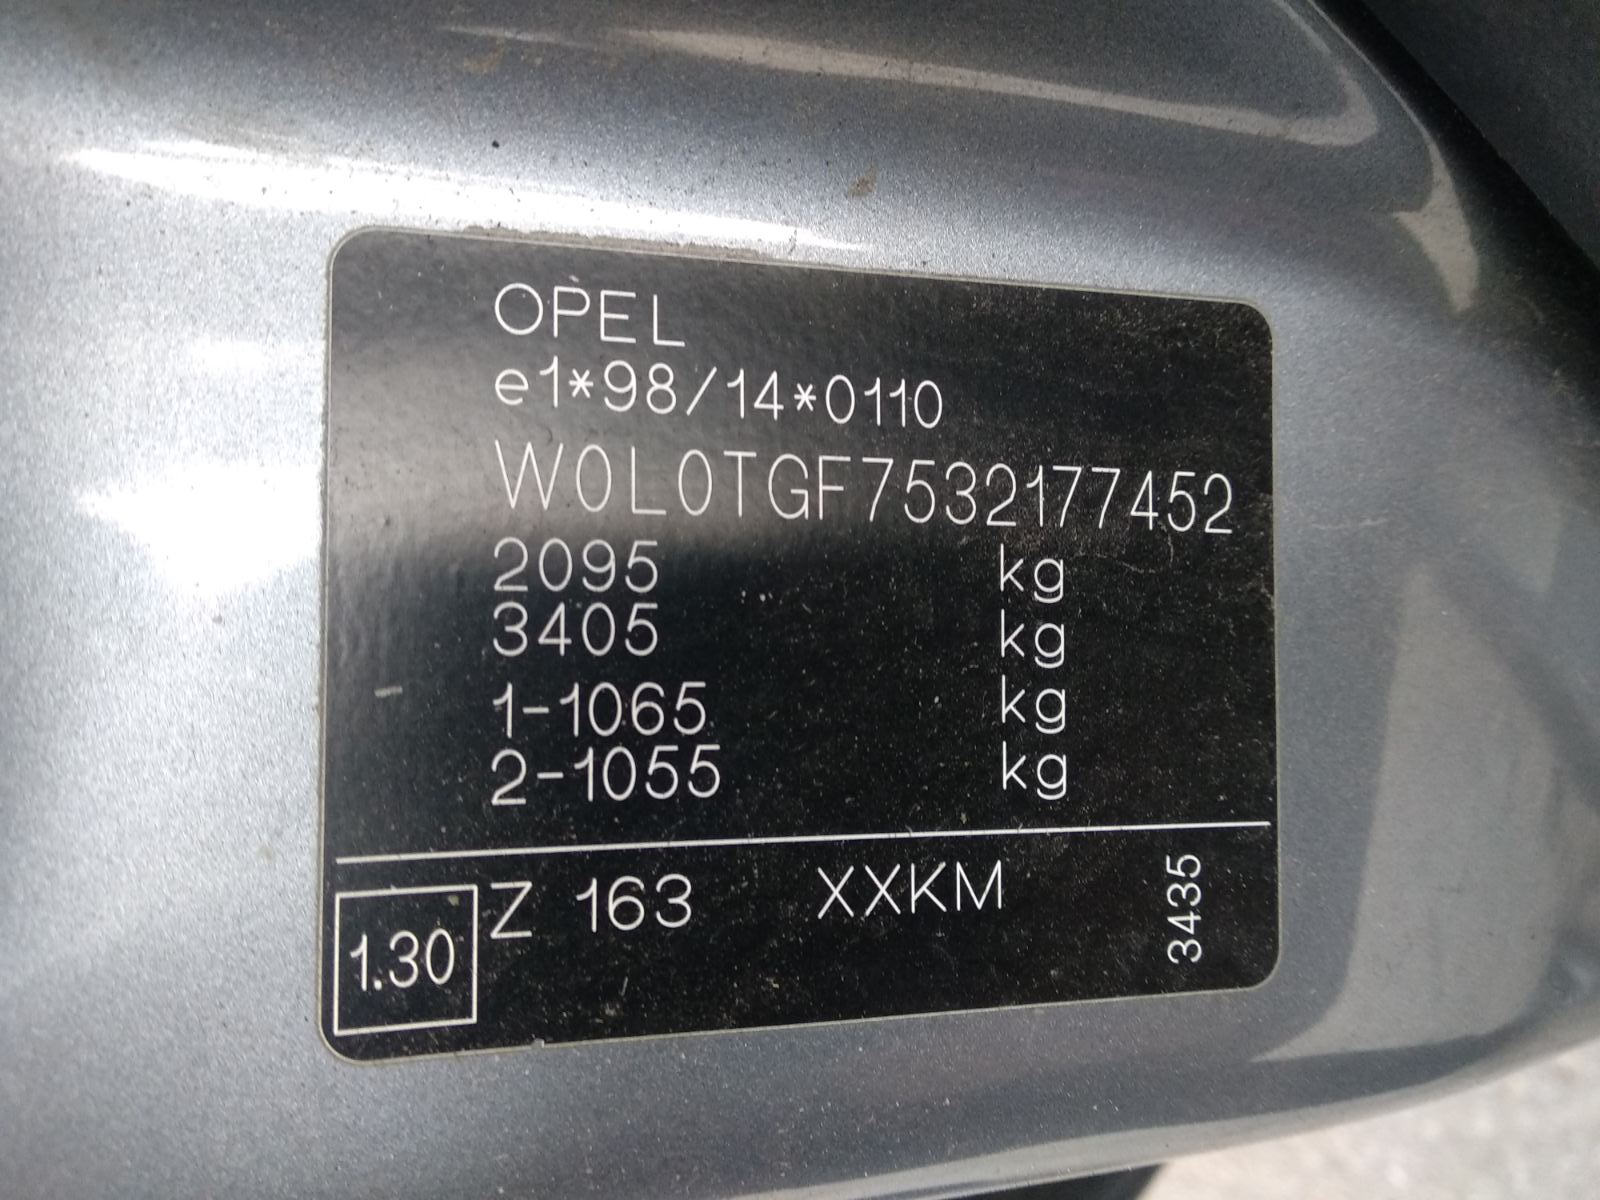 OPEL
e1*98/14*0110
W0L0TGF7532177452
2095 kg
3405 kg
1-1065 kg
2-1055 kg
1.30 Z 163 XXKM 3435